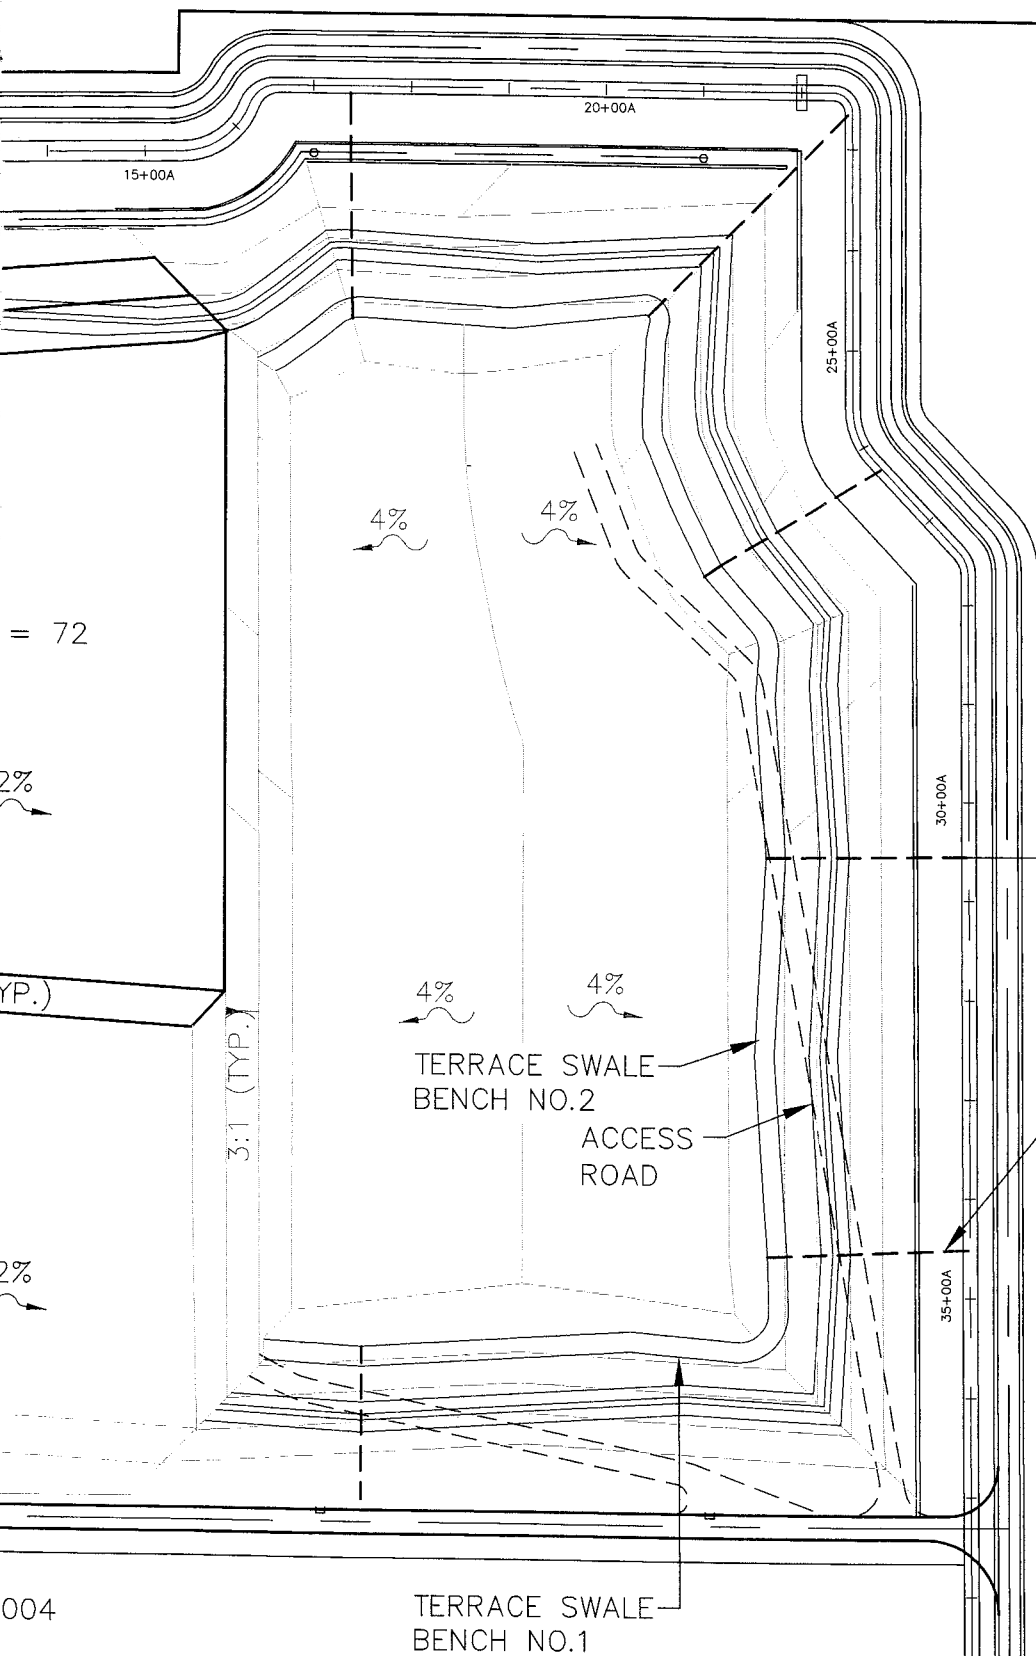 20+00A
15+00A
25+00A
4%
4%
= 72
2%
30+00A
4%
4%
YP.)
3:1 (TYP.)
TERRACE SWALE
BENCH NO.2
ACCESS
ROAD
2%
35+00A
004
TERRACE SWALE
BENCH NO.1